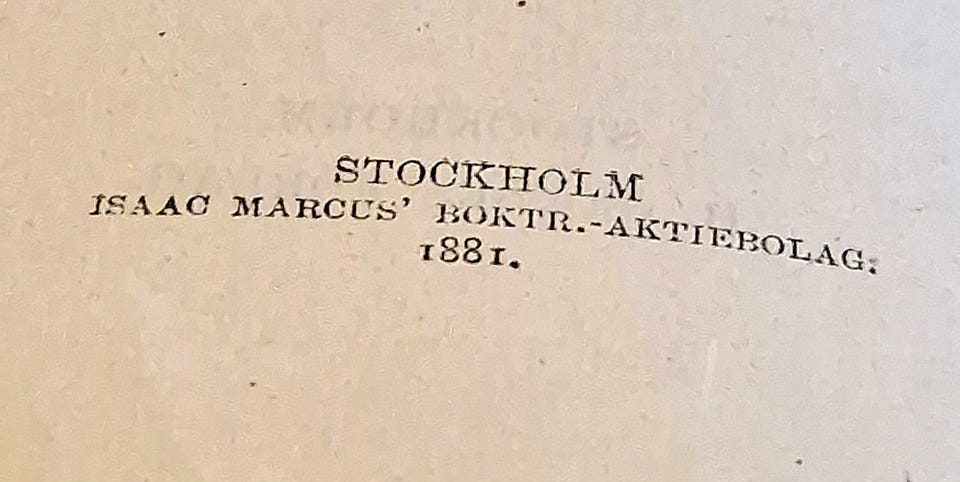 STOCKHOLM
ISAAC MARCUS' BOKTR.-AKTIEBOLAG.
1881.